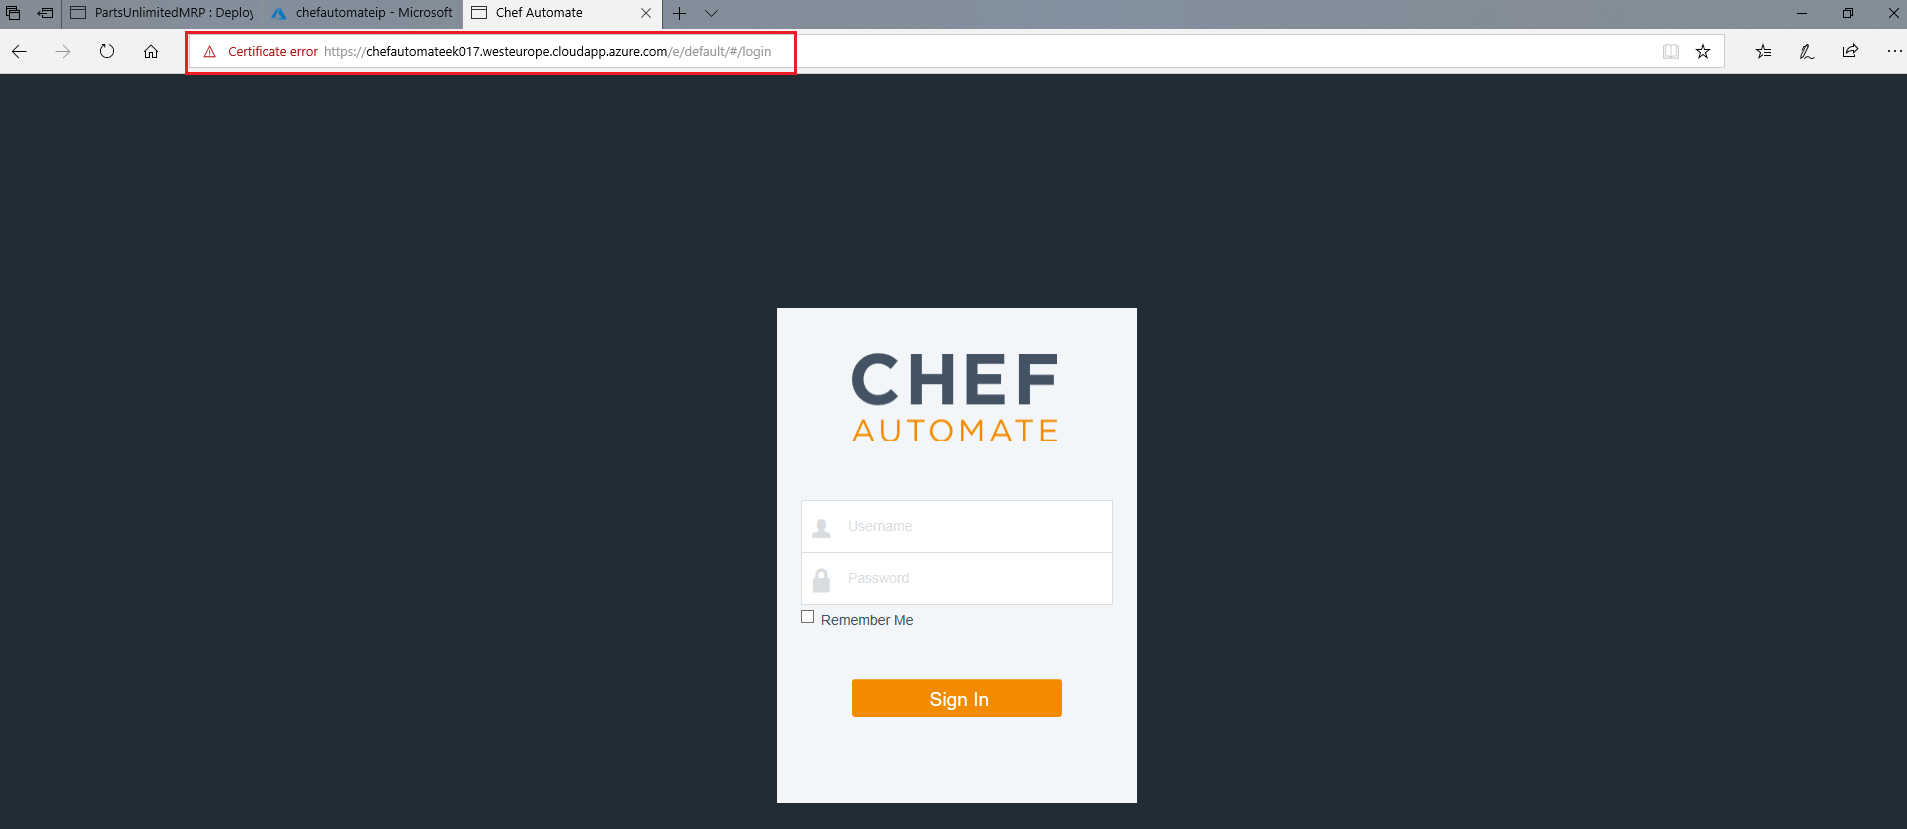 PartsUnlimitedMRP : Deploy
chefautomateip - Microsoft
Chef Automate
Certificate error https://chefautomateek017.westeurope.cloudapp.azure.com/e/default/#/login
CHEF
AUTOMATE
Username
Password
Remember Me
Sign In